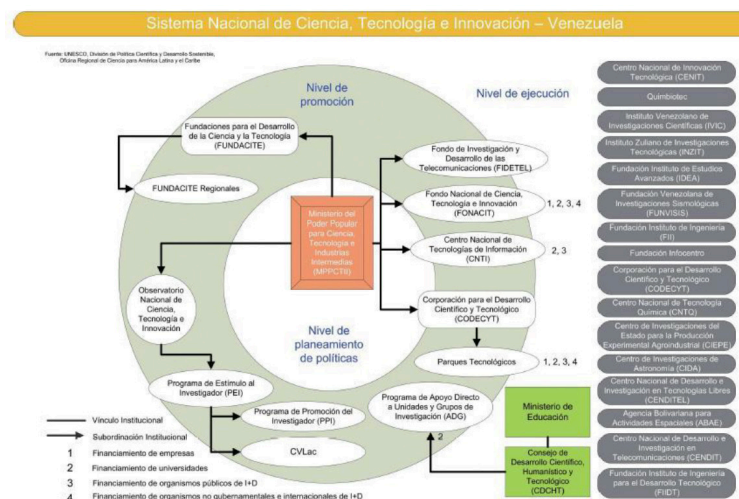 Sistema Nacional de Ciencia, Tecnología e Innovación – Venezuela
Fuente: UNESCO, División de Política Científica y Desarrollo Sostenible,
Oficina Regional de Ciencia para América Latina y el Caribe
Nivel de
promoción
Nivel de ejecución
Fundaciones para el Desarrollo
de la Ciencia y la Tecnología
(FUNDACITE)
FUNDACITE Regionales
Fondo de Investigación y
Desarrollo de las
Telecomunicaciones (FIDETEL)
Fondo Nacional de Ciencia,
Tecnología e Innovación
(FONACIT)
1, 2, 3, 4
Ministerio del
Poder Popular
para Ciencia,
Tecnología e
Industrias
Intermedias
(MPPCTII)
Centro Nacional de
Tecnologías de Información
(CNTI)
2, 3
Observatorio
Nacional de
Ciencia,
Tecnología e
Innovación
Corporación para el Desarrollo
Científico y Tecnológico
(CODECYT)
Nivel de
planeamiento
de políticas
Parques Tecnológicos
1, 2, 3, 4
Programa de Estímulo al
Investigador (PEI)
Programa de Promoción del
Investigador (PPI)
CVLac
Programa de Apoyo Directo
a Unidades y Grupos de
Investigación (ADG)
2
Ministerio de
Educación
Consejo de
Desarrollo Científico,
Humanístico y
Tecnológico
(CDCHT)
Vínculo Institucional
Subordinación Institucional
1 Financiamiento de empresas
2 Financiamiento de universidades
3 Financiamiento de organismos públicos de I+D
4 Financiamiento de organismos no gubernamentales e internacionales de I+D
Centro Nacional de Innovación
Tecnológica (CENIT)
Quimbiotec
Instituto Venezolano de
Investigaciones Científicas (IVIC)
Instituto Zuliano de Investigaciones
Tecnológicas (INZIT)
Fundación Instituto de Estudios
Avanzados (IDEA)
Fundación Venezolana de
Investigaciones Sismológicas
(FUNVISIS)
Fundación Instituto de Ingeniería
(FII)
Fundación Infocentro
Corporación para el Desarrollo
Científico y Tecnológico
(CODECYT)
Centro Nacional de Tecnología
Química (CNTQ)
Centro de Investigaciones del
Estado para la Producción
Experimental Agroindustrial (CIEPE)
Centro de Investigaciones de
Astronomía (CIDA)
Centro Nacional de Desarrollo e
Investigación en Tecnologías Libres
(CENDITEL)
Agencia Bolivariana para
Actividades Espaciales (ABAE)
Centro Nacional de Desarrollo e
Investigación en
Telecomunicaciones (CENDIT)
Fundación Instituto de Ingeniería
para el Desarrollo Tecnológico
(FIIDT)